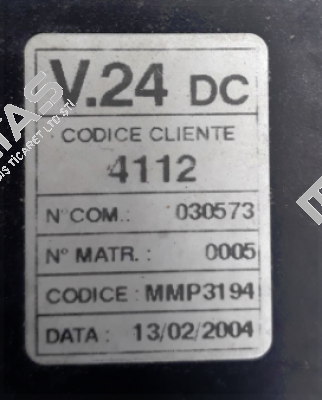 V.24 DC
CODICE CLIENTE
4112
N° COM.: 030573
N° MATR. : 0005
CODICE : MMP3194
DATA : 13/02/2004